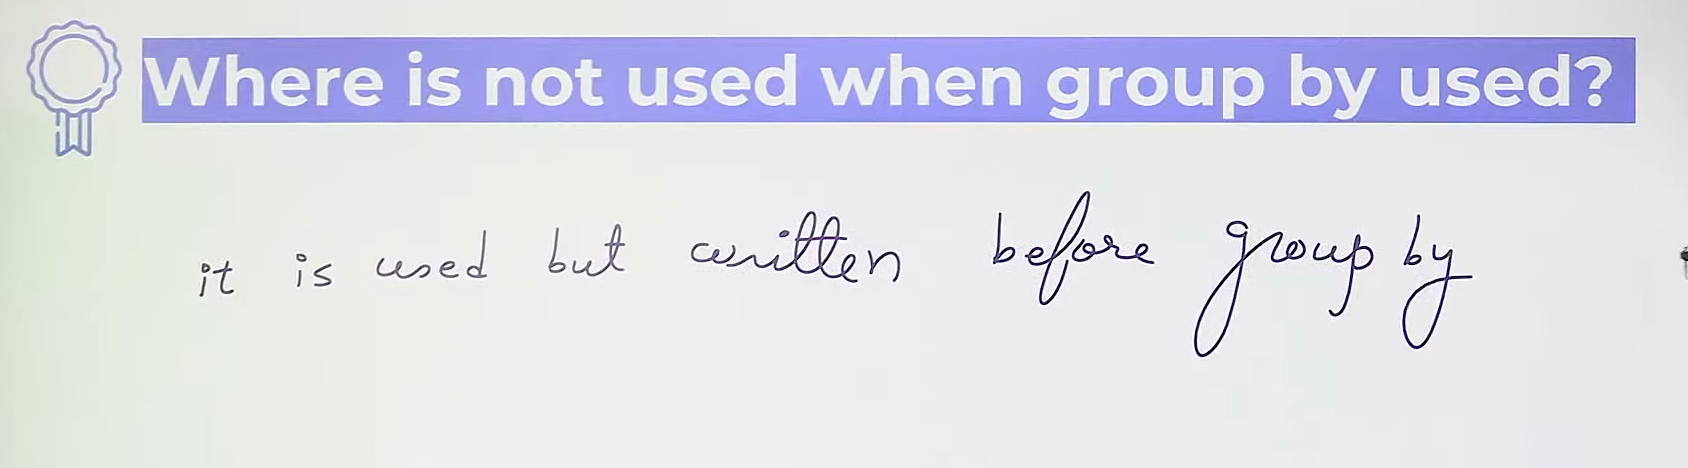 Where is not used when group by used?
it is used but written before group by